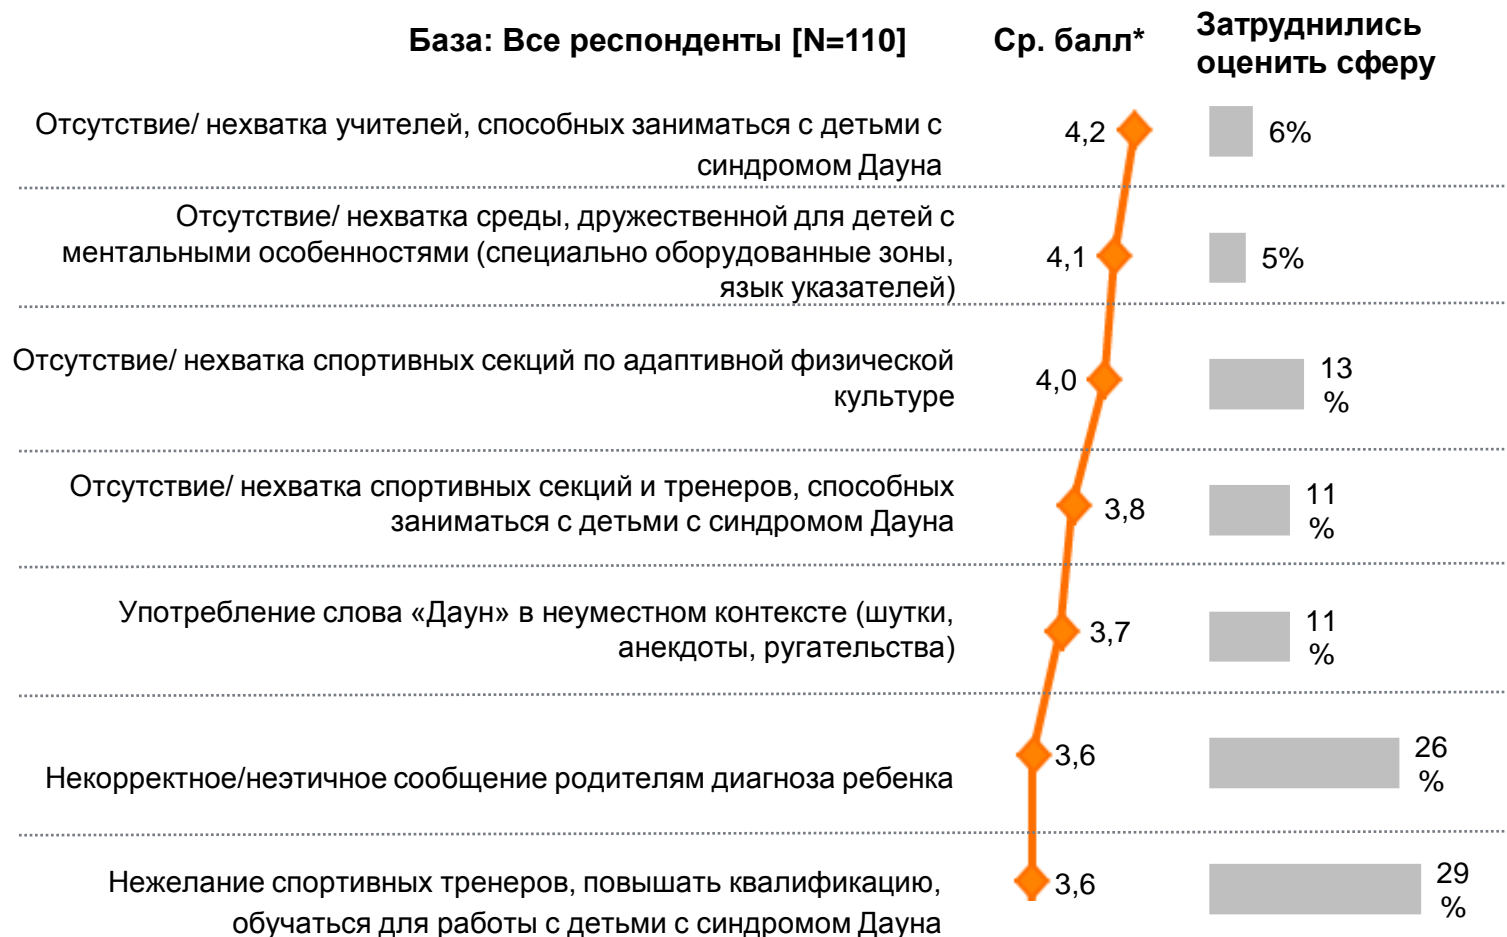 База: Все респонденты [N=110]
Ср. балл*
Затруднились
оценить сферу
Отсутствие/ нехватка учителей, способных заниматься с детьми с
синдромом Дауна
4,2
6%
Отсутствие/ нехватка среды, дружественной для детей с
ментальными особенностями (специально оборудованные зоны,
язык указателей)
4,1
5%
Отсутствие/ нехватка спортивных секций по адаптивной физической
культуре
4,0
13
%
Отсутствие/ нехватка спортивных секций и тренеров, способных
заниматься с детьми с синдромом Дауна
3,8
11
%
Употребление слова «Даун» в неуместном контексте (шутки,
анекдоты, ругательства)
3,7
11
%
Некорректное/неэтичное сообщение родителям диагноза ребенка
3,6
26
%
Нежелание спортивных тренеров, повышать квалификацию,
обучаться для работы с детьми с синдромом Дауна
3,6
29
%